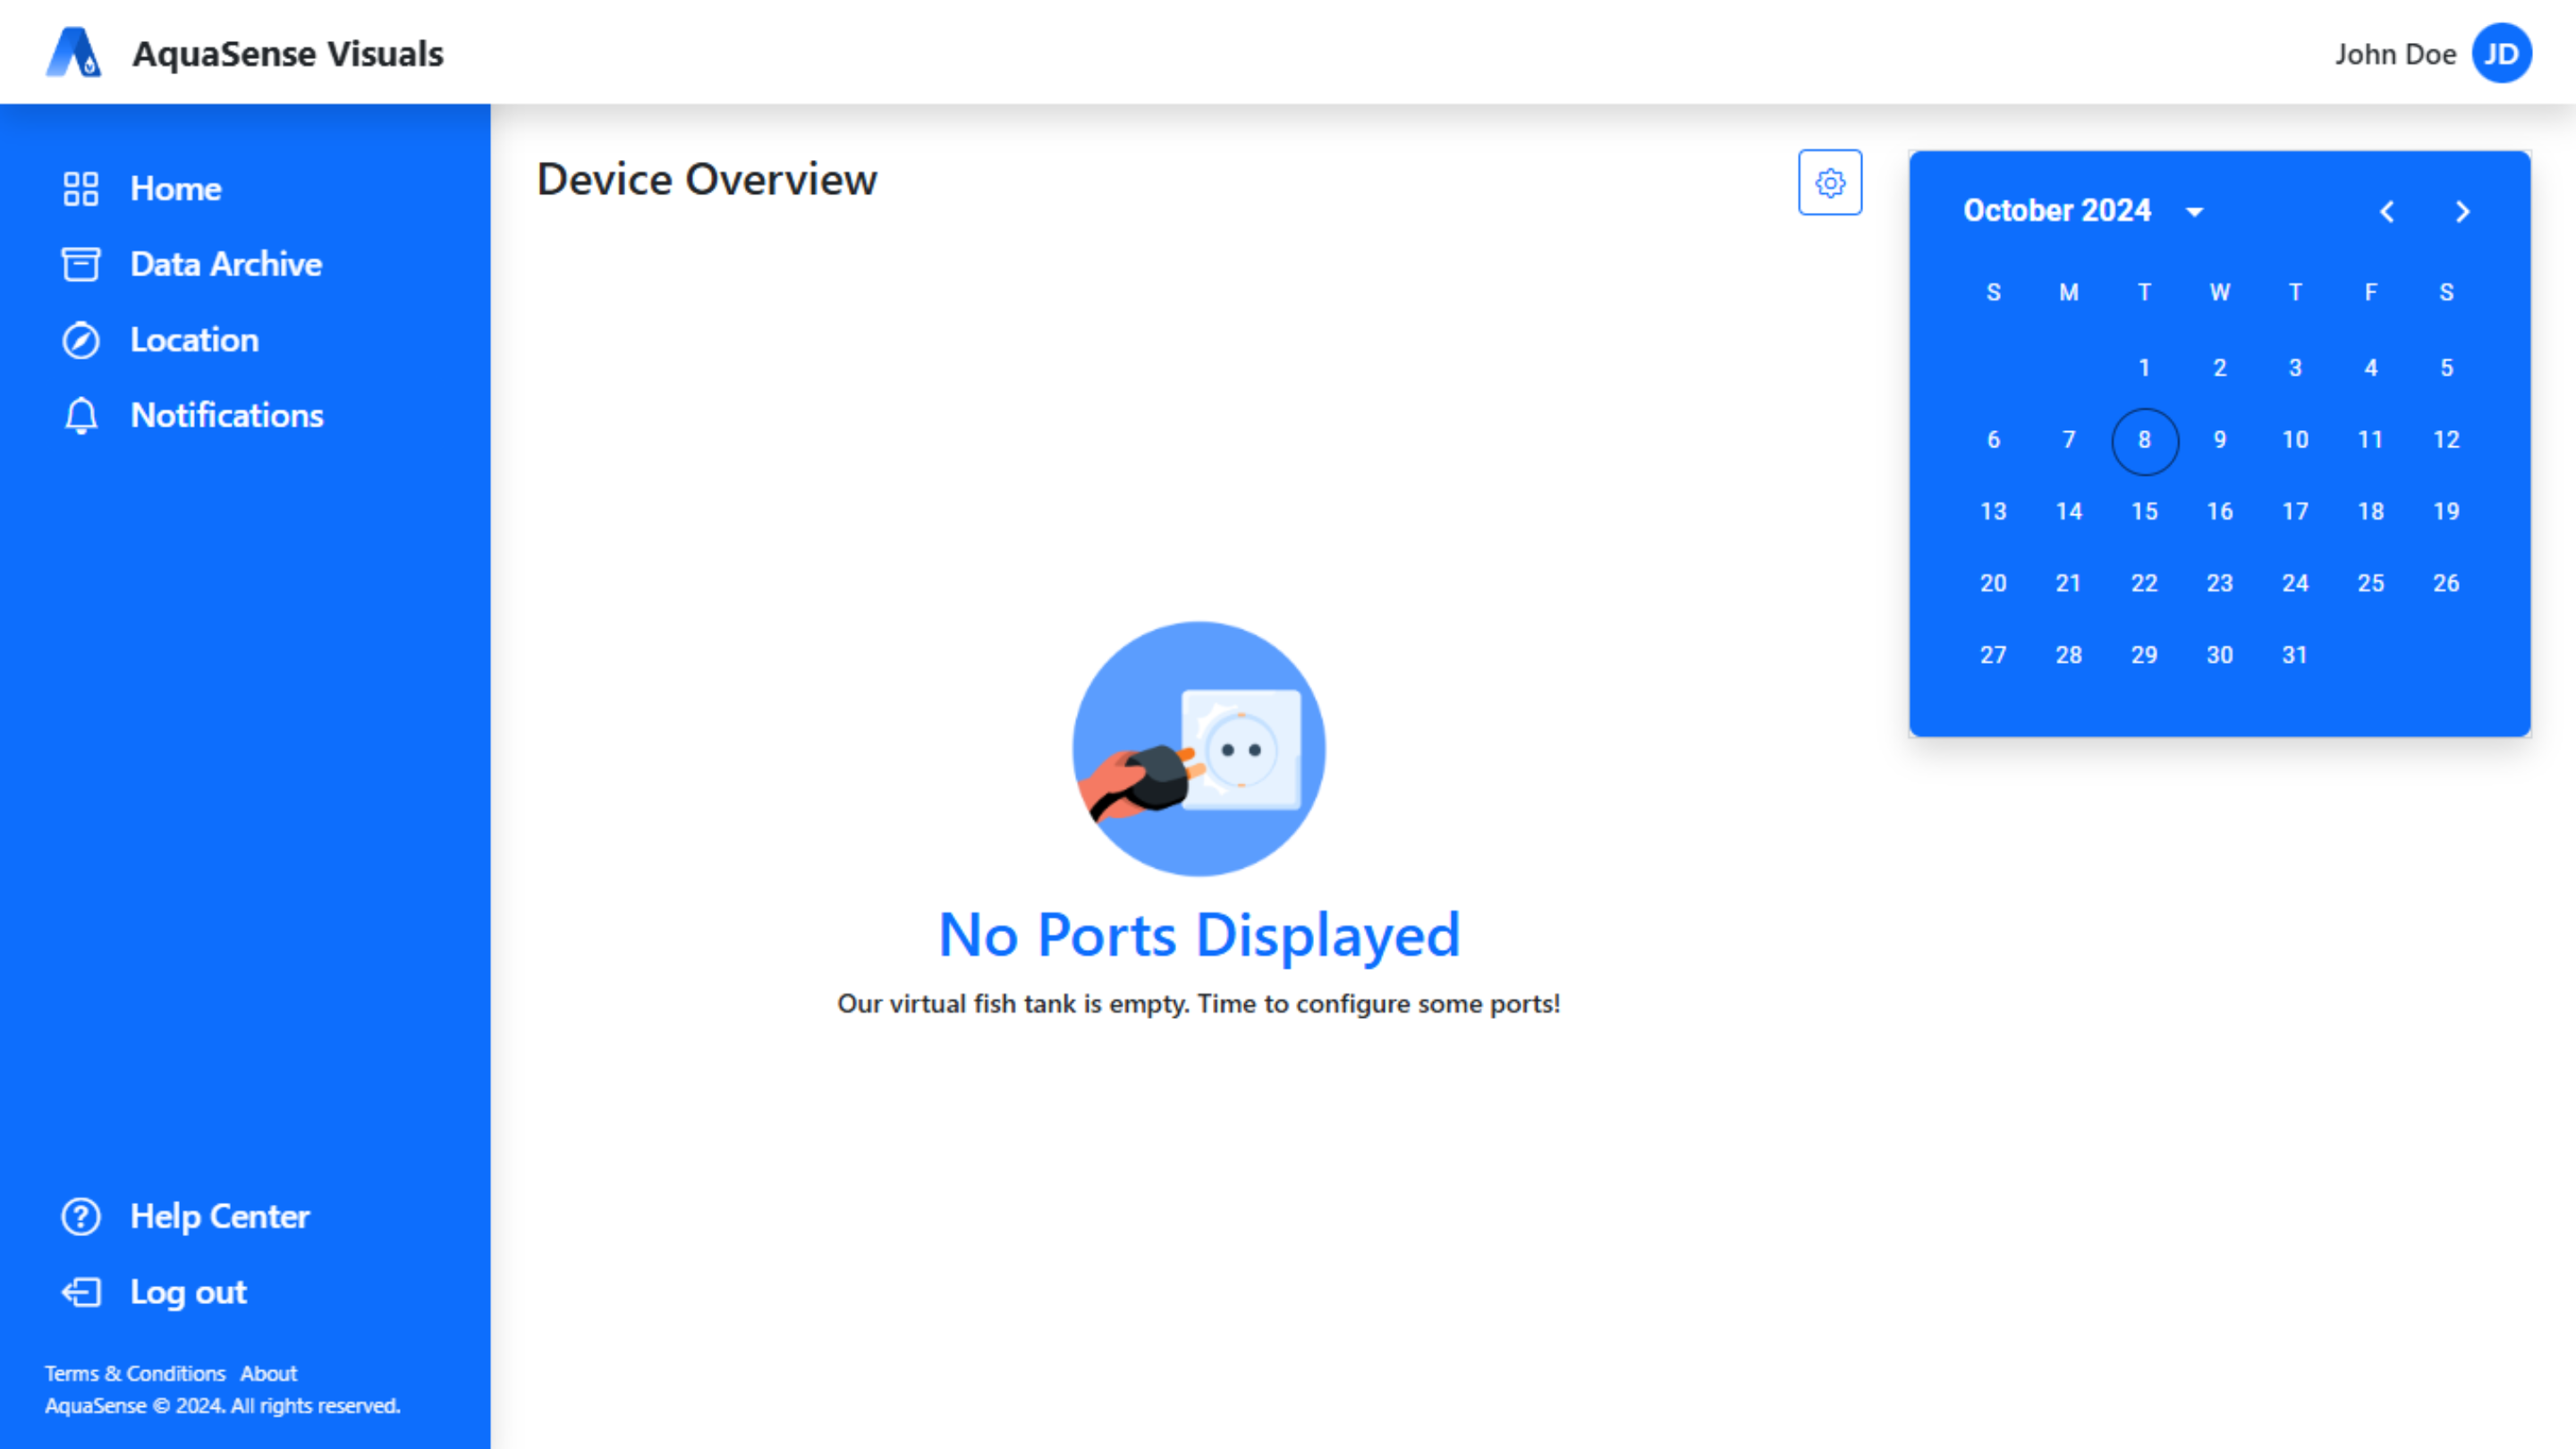 AquaSense Visuals
John Doe JD
Home
Data Archive
Location
Notifications
Help Center
Log out
Terms & Conditions About
AquaSense © 2024. All rights reserved.
Device Overview
No Ports Displayed
Our virtual fish tank is empty. Time to configure some ports!
October 2024
S M T W T F S
1 2 3 4 5
6 7 8 9 10 11 12
13 14 15 16 17 18 19
20 21 22 23 24 25 26
27 28 29 30 31